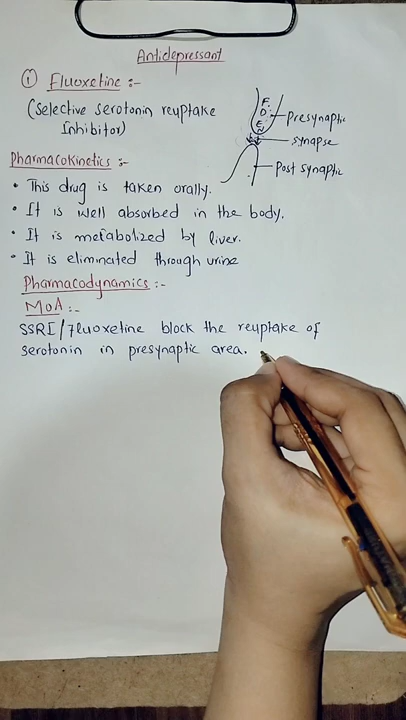 Antidepressant
① Fluoxetine :-
(Selective serotonin reuptake
Inhibitor)
Presynaptic
synapse
Post synaptic
Pharmacokinetics :-
• This drug is taken orally.
• It is well absorbed in the body.
• It is metabolized by liver.
• It is eliminated through urine
Pharmacodynamics :-
MOA :-
SSRI/Fluoxetine block the reuptake of
serotonin in presynaptic area.